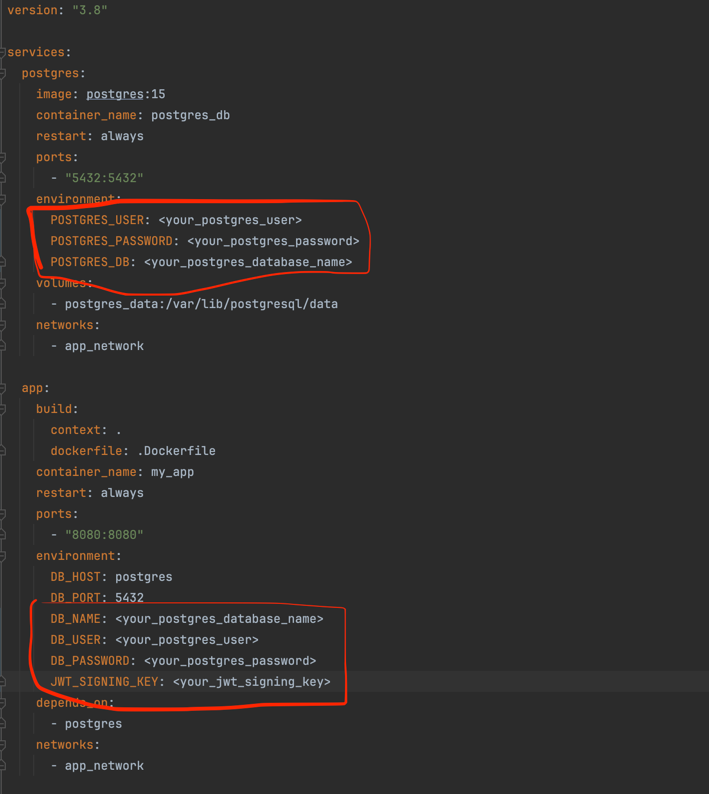 version: "3.8"
services:
postgres:
image: postgres:15
container_name: postgres_db
restart: always
ports:
- "5432:5432"
environment:
POSTGRES_USER: <your_postgres_user>
POSTGRES_PASSWORD: <your_postgres_password>
POSTGRES_DB: <your_postgres_database_name>
volumes:
- postgres_data:/var/lib/postgresql/data
networks:
- app_network
app:
build:
context: .
dockerfile: .Dockerfile
container_name: my_app
restart: always
ports:
- "8080:8080"
environment:
DB_HOST: postgres
DB_PORT: 5432
DB_NAME: <your_postgres_database_name>
DB_USER: <your_postgres_user>
DB_PASSWORD: <your_postgres_password>
JWT_SIGNING_KEY: <your_jwt_signing_key>
depends_on:
- postgres
networks:
- app_network